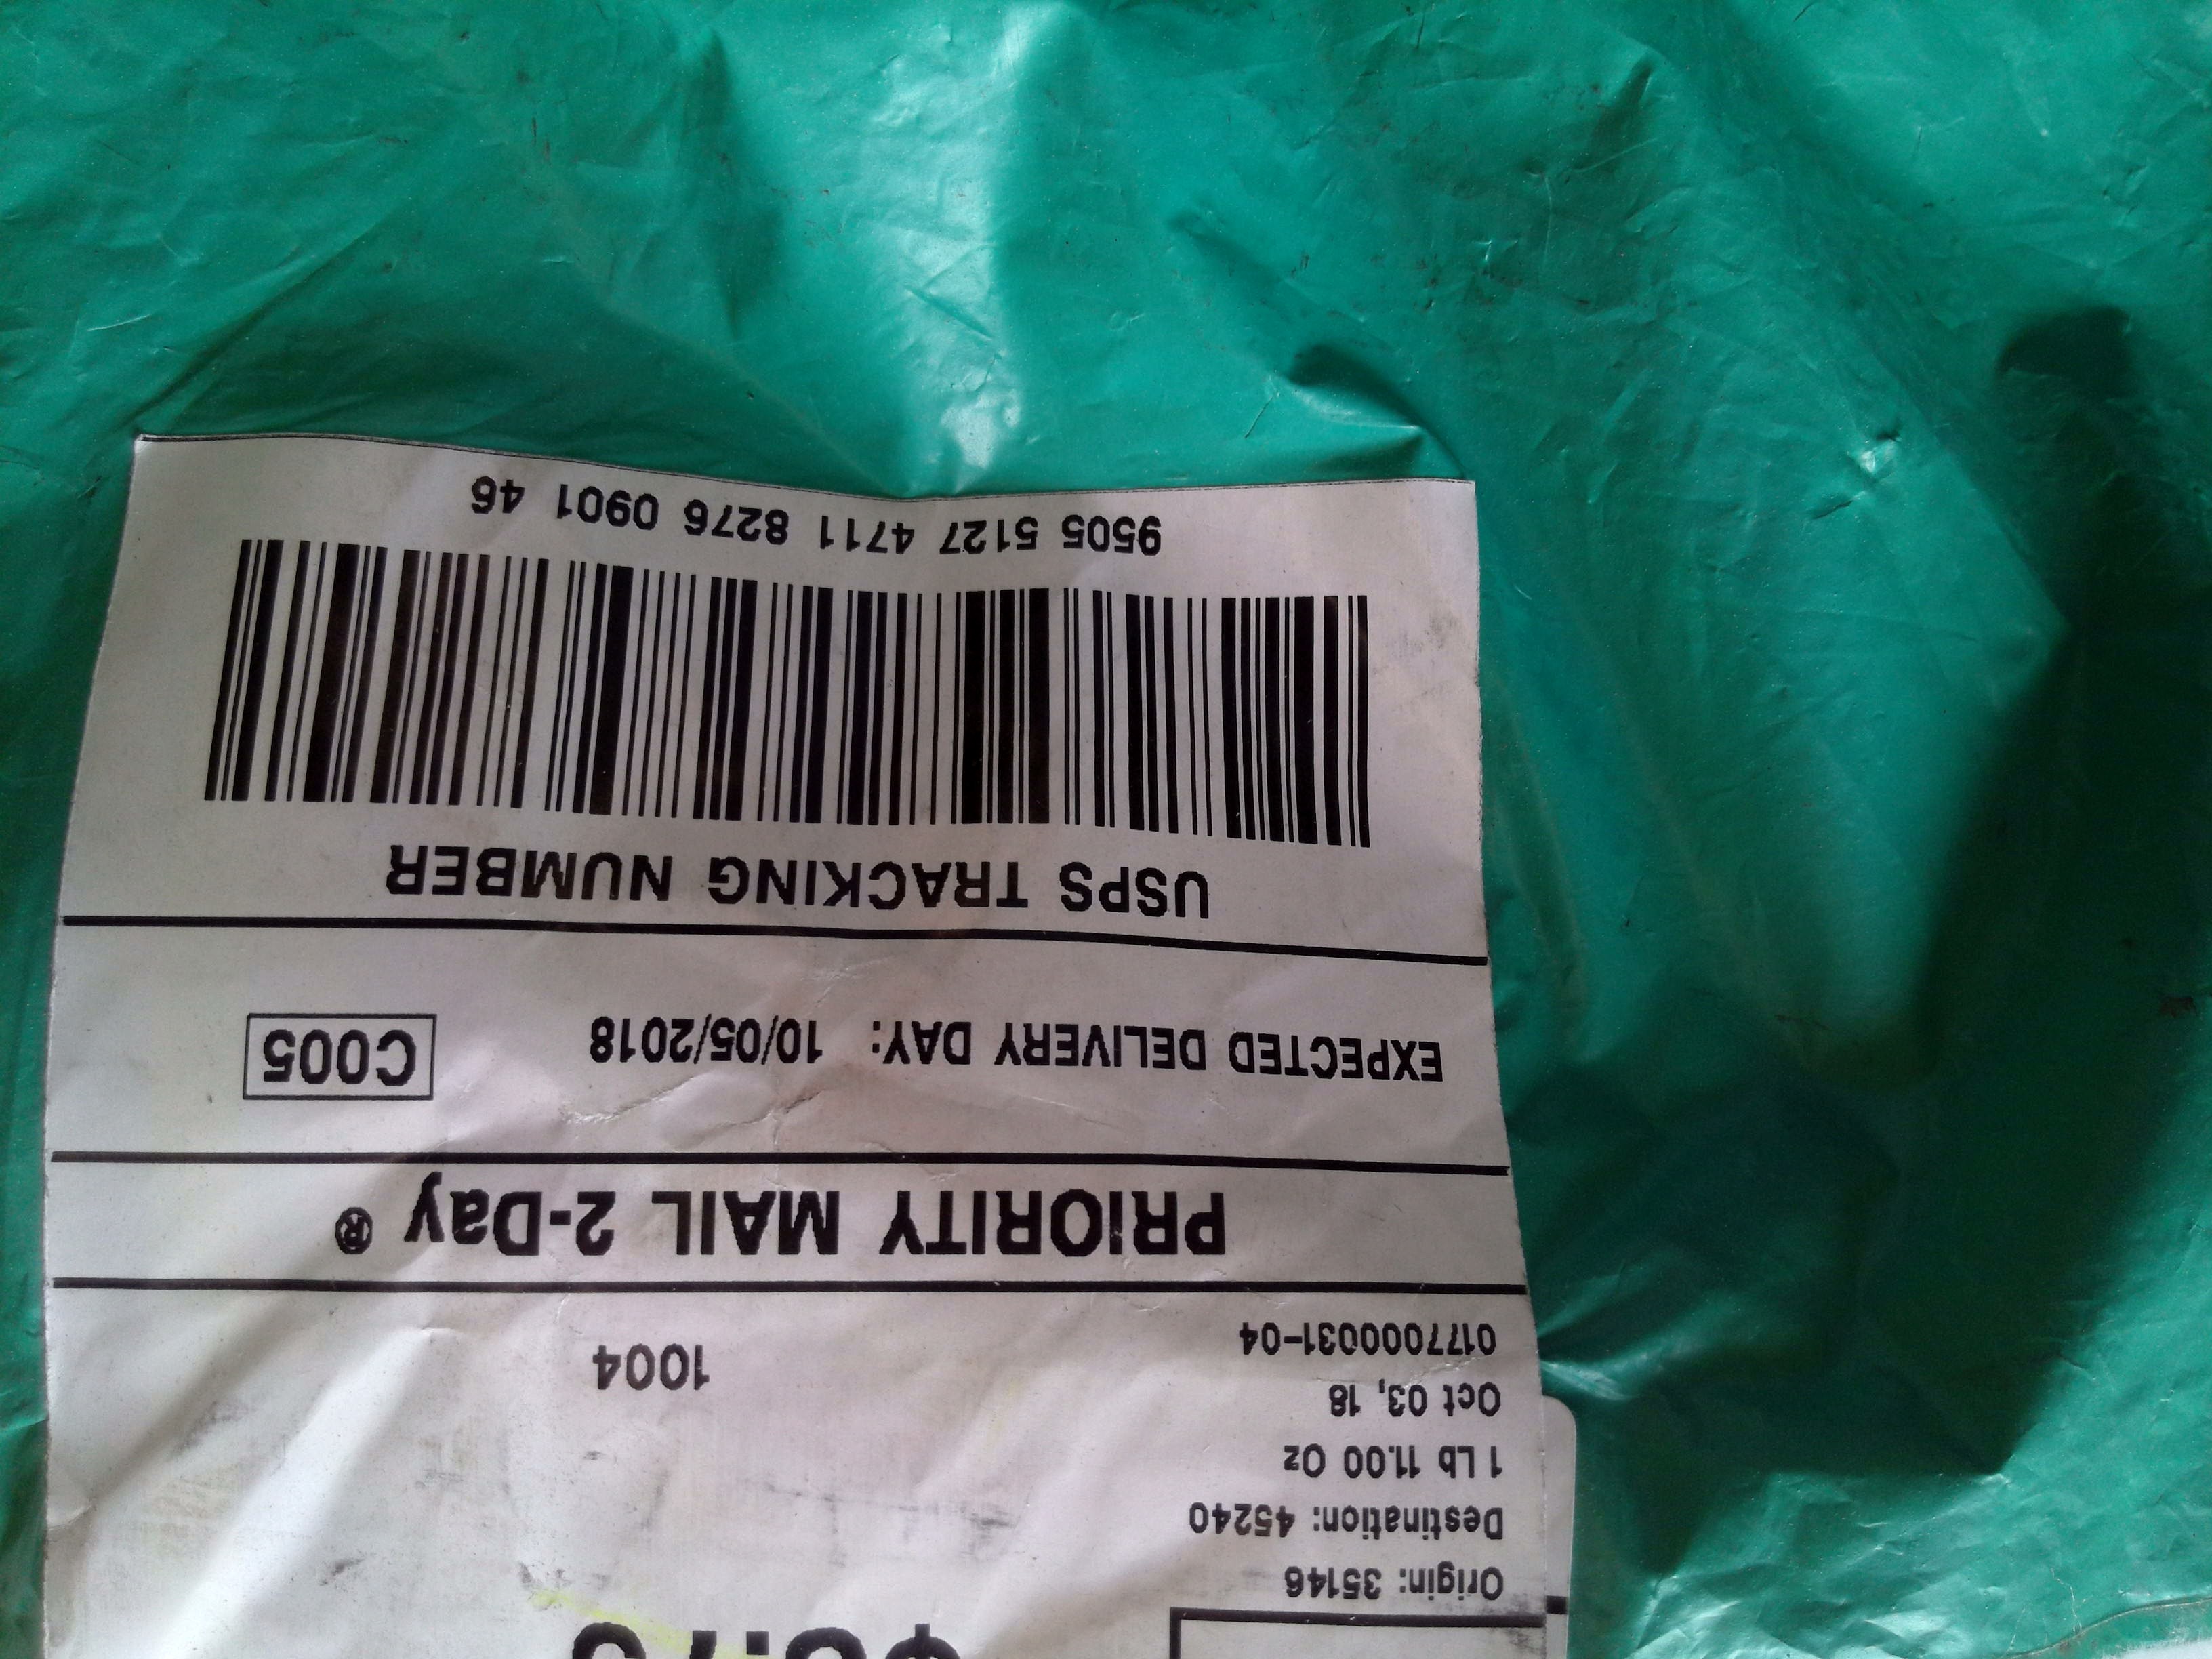 Origin: 35146
Destination: 45240
1 Lb 11.00 Oz
Oct 03, 18
0177000031-04
1004
PRIORITY MAIL 2-Day ®
EXPECTED DELIVERY DAY: 10/05/2018
C005
USPS TRACKING NUMBER
9505 5127 4711 8276 0901 46